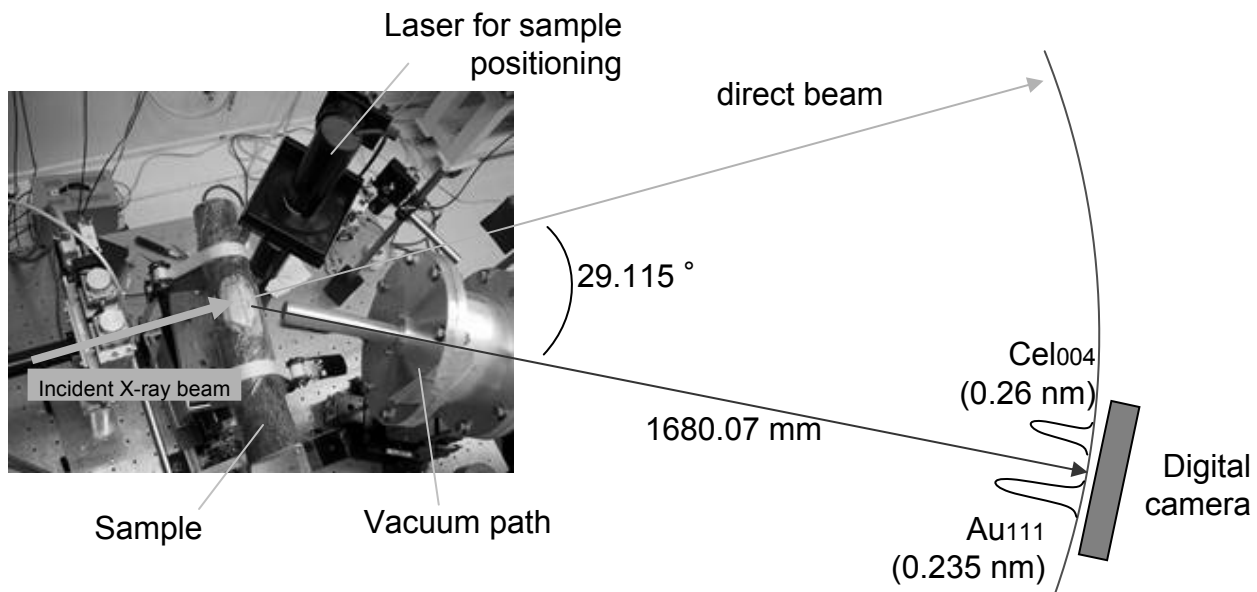 Laser for sample
positioning
direct beam
29.115 °
Incident X-ray beam
Cel004
(0.26 nm)
1680.07 mm
Digital
camera
Sample
Vacuum path
Au111
(0.235 nm)